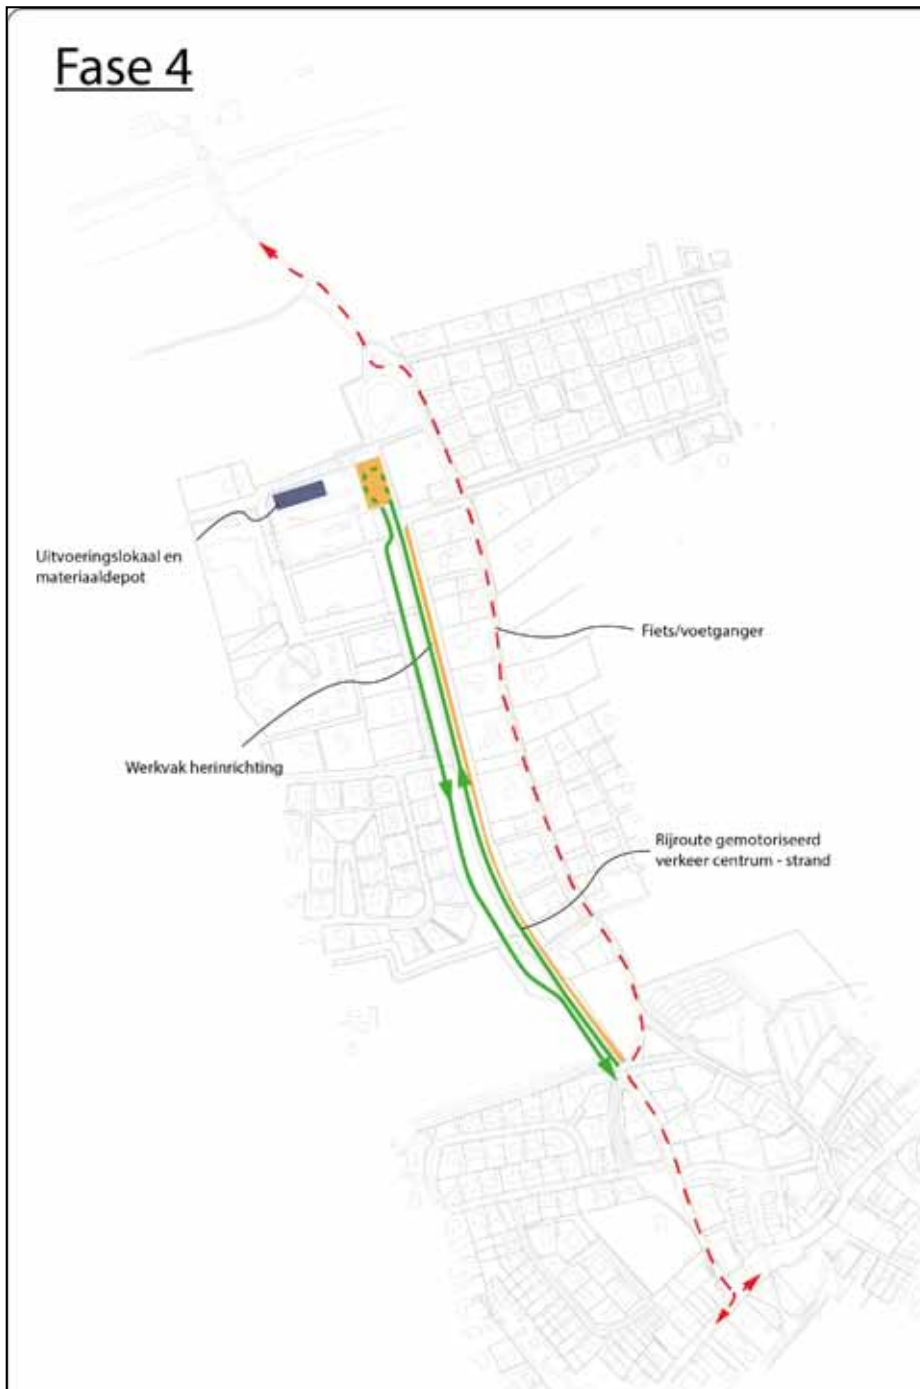 Fase 4
Uitvoeringslokaal en
materiaaldepot
Fiets/voetganger
Werkvak herinrichting
Rijroute gemotoriseerd
verkeer centrum - strand